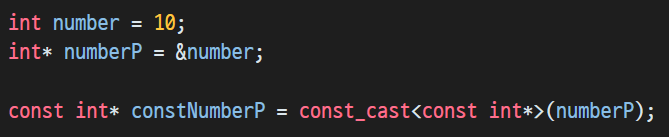 int number = 10;
int* numberP = &number;
const int* constNumberP = const_cast<const int*>(numberP);